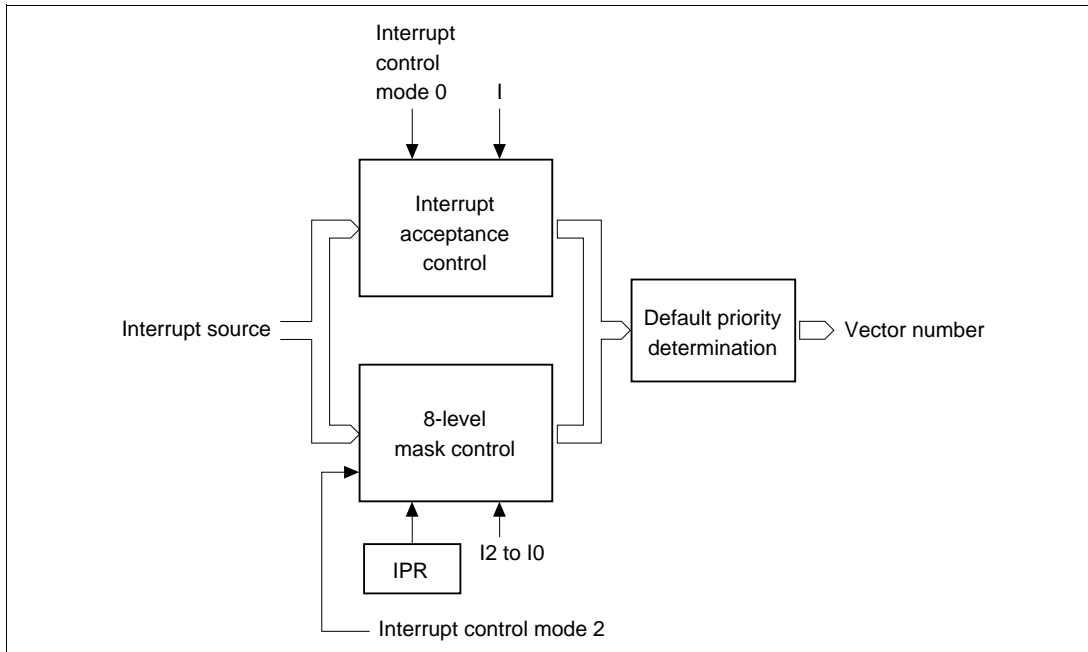 Interrupt
control
mode 0
I
Interrupt
acceptance
control
Interrupt source
Default priority
determination
Vector number
8-level
mask control
IPR
I2 to I0
Interrupt control mode 2